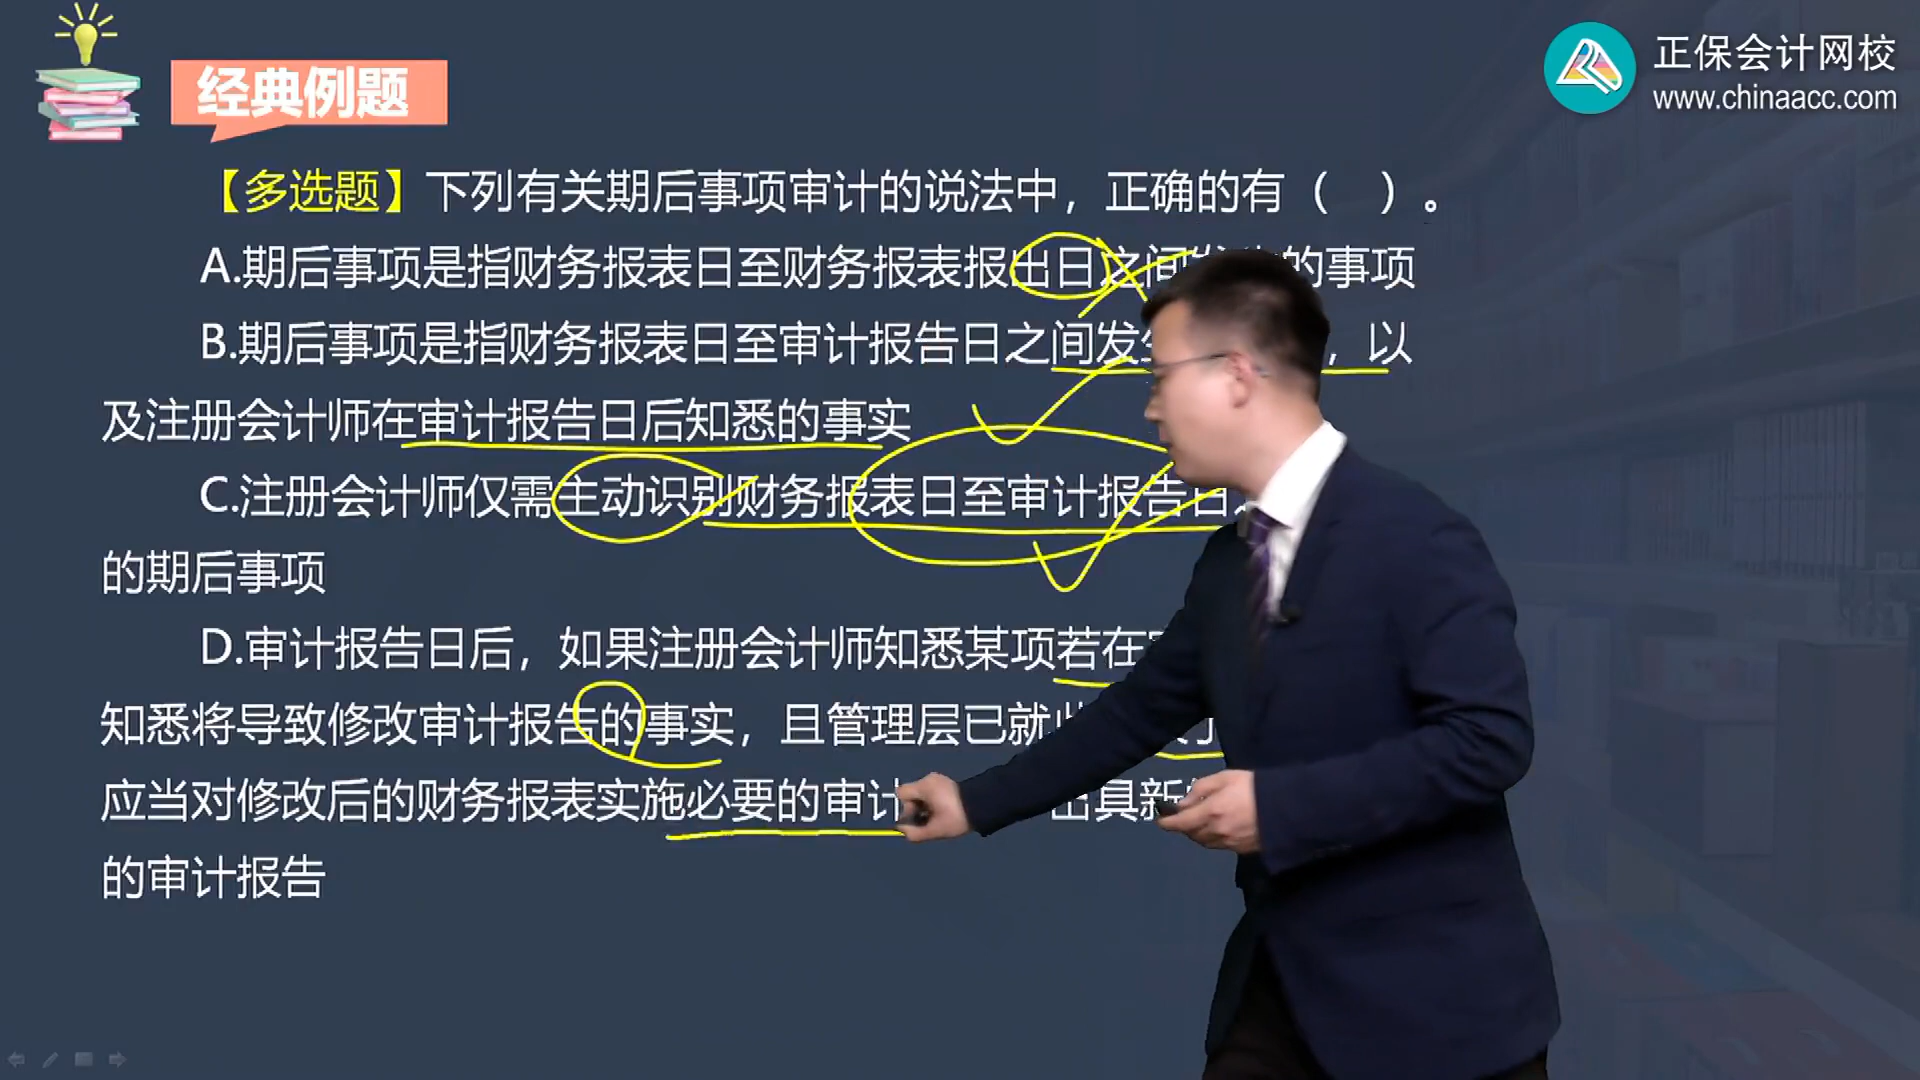 经典例题
正保会计网校
www.chinaacc.com
【多选题】下列有关期后事项审计的说法中，正确的有（ ）。
A.期后事项是指财务报表日至财务报表报出日之间 的事项
B.期后事项是指财务报表日至审计报告日之间发生 ，以
及注册会计师在审计报告日后知悉的事实
C.注册会计师仅需主动识别财务报表日至审计报告日
的期后事项
D.审计报告日后，如果注册会计师知悉某项若在
知悉将导致修改审计报告的事实，且管理层已就
应当对修改后的财务报表实施必要的审计 出具新
的审计报告